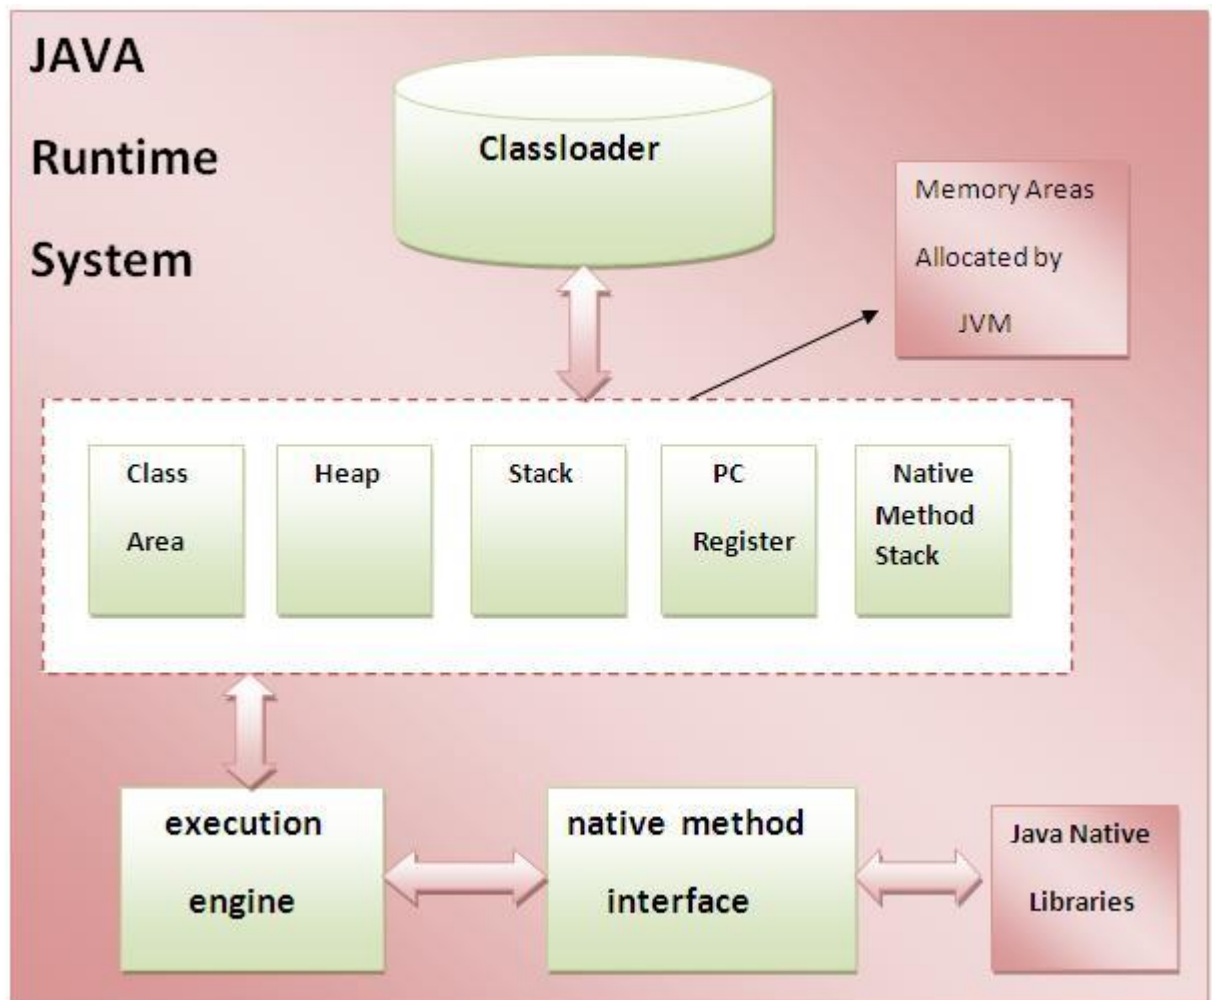 JAVA
Runtime
System
Classloader
Memory Areas
Allocated by
JVM
Class
Area
Heap
Stack
PC
Register
Native
Method
Stack
execution
engine
native method
interface
Java Native
Libraries